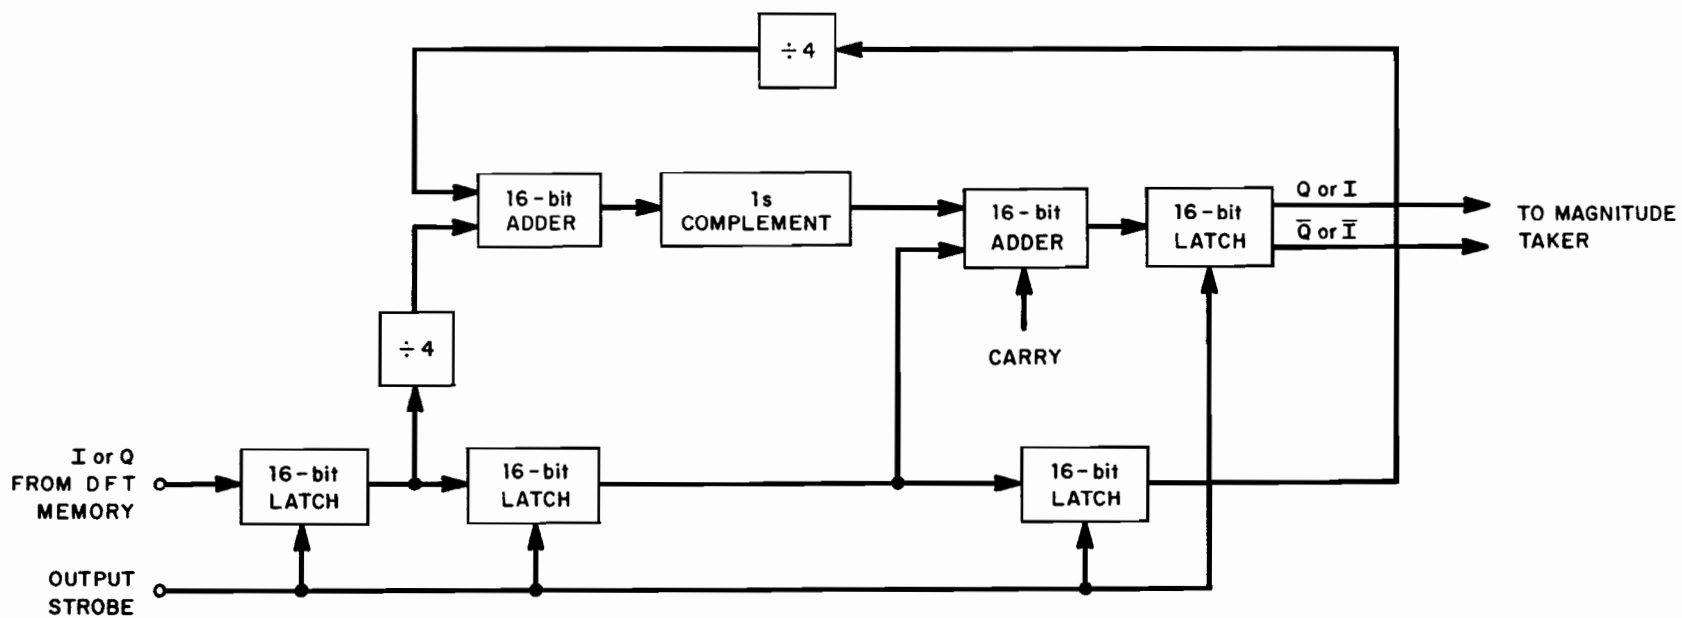 ÷ 4
16-bit
ADDER
1s
COMPLEMENT
16-bit
ADDER
16-bit
LATCH
Q or I
Q̅ or I̅
TO MAGNITUDE
TAKER
÷ 4
CARRY
I or Q
FROM DFT
MEMORY
16-bit
LATCH
16-bit
LATCH
16-bit
LATCH
OUTPUT
STROBE